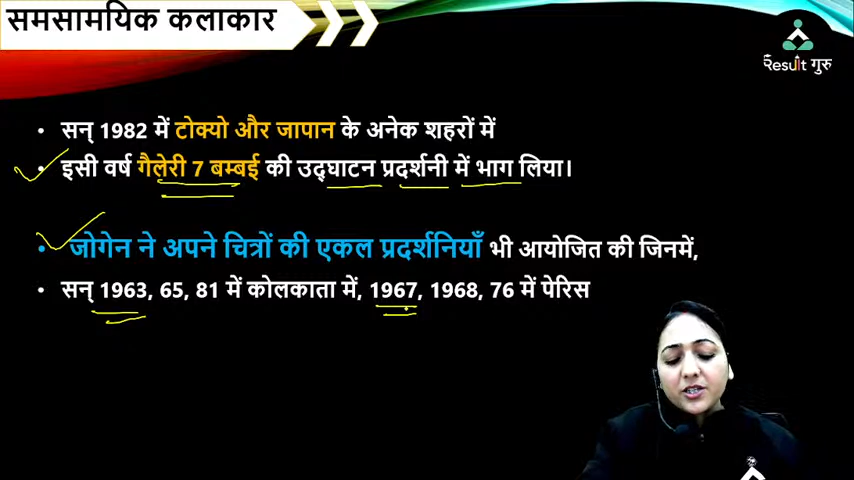 समसामयिक कलाकार
Result गुरु
• सन् 1982 में टोक्यो और जापान के अनेक शहरों में
• इसी वर्ष गैलेरी 7 बम्बई की उद्घाटन प्रदर्शनी में भाग लिया।
• जोगेन ने अपने चित्रों की एकल प्रदर्शनियाँ भी आयोजित की जिनमें,
• सन् 1963, 65, 81 में कोलकाता में, 1967, 1968, 76 में पेरिस